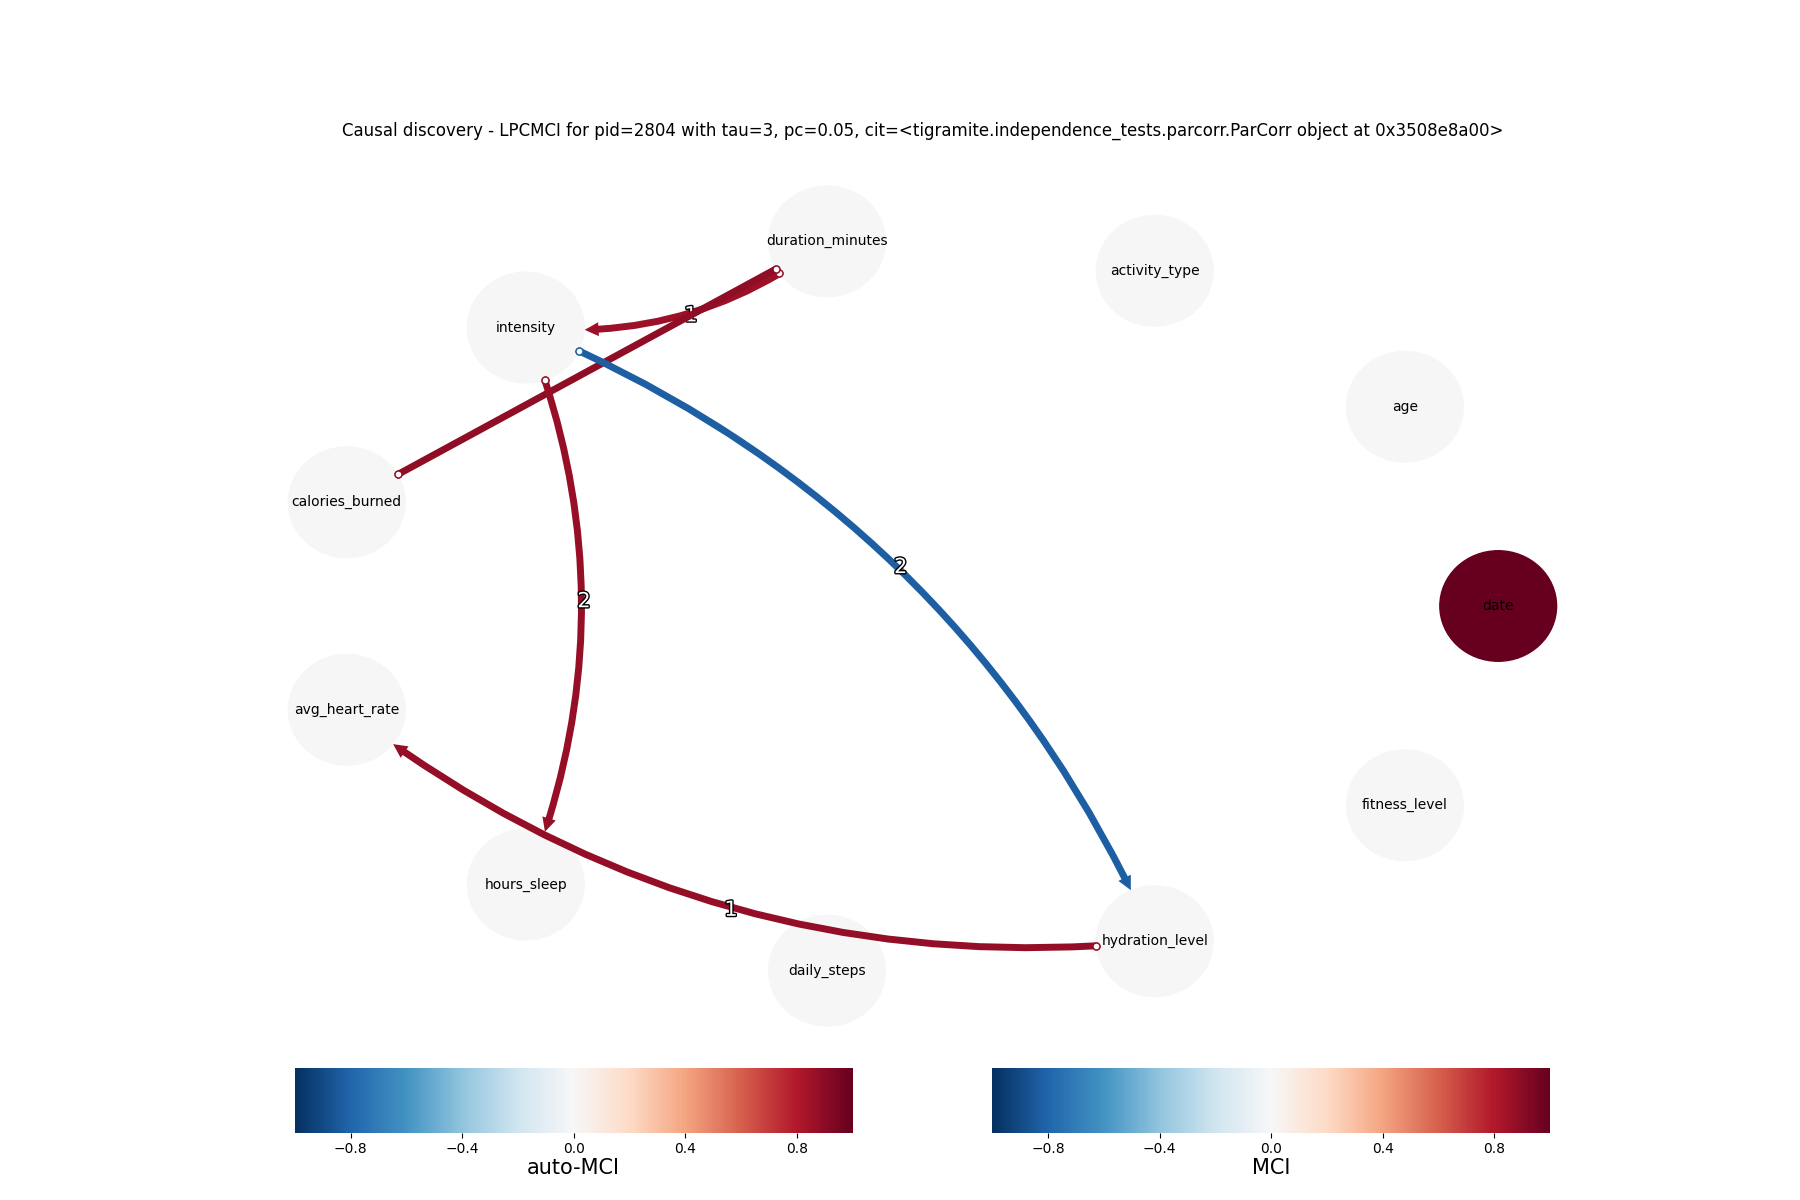 Causal discovery - LPCMCI for pid=2804 with tau=3, pc=0.05, cit=<tigramite.independence_tests.parcorr.ParCorr object at 0x3508e8a00>
duration_minutes
activity_type
1
intensity
age
calories_burned
2
2
date
avg_heart_rate
fitness_level
hours_sleep
1
hydration_level
daily_steps
−0.8 −0.4 0.0 0.4 0.8
auto-MCI
−0.8 −0.4 0.0 0.4 0.8
MCI